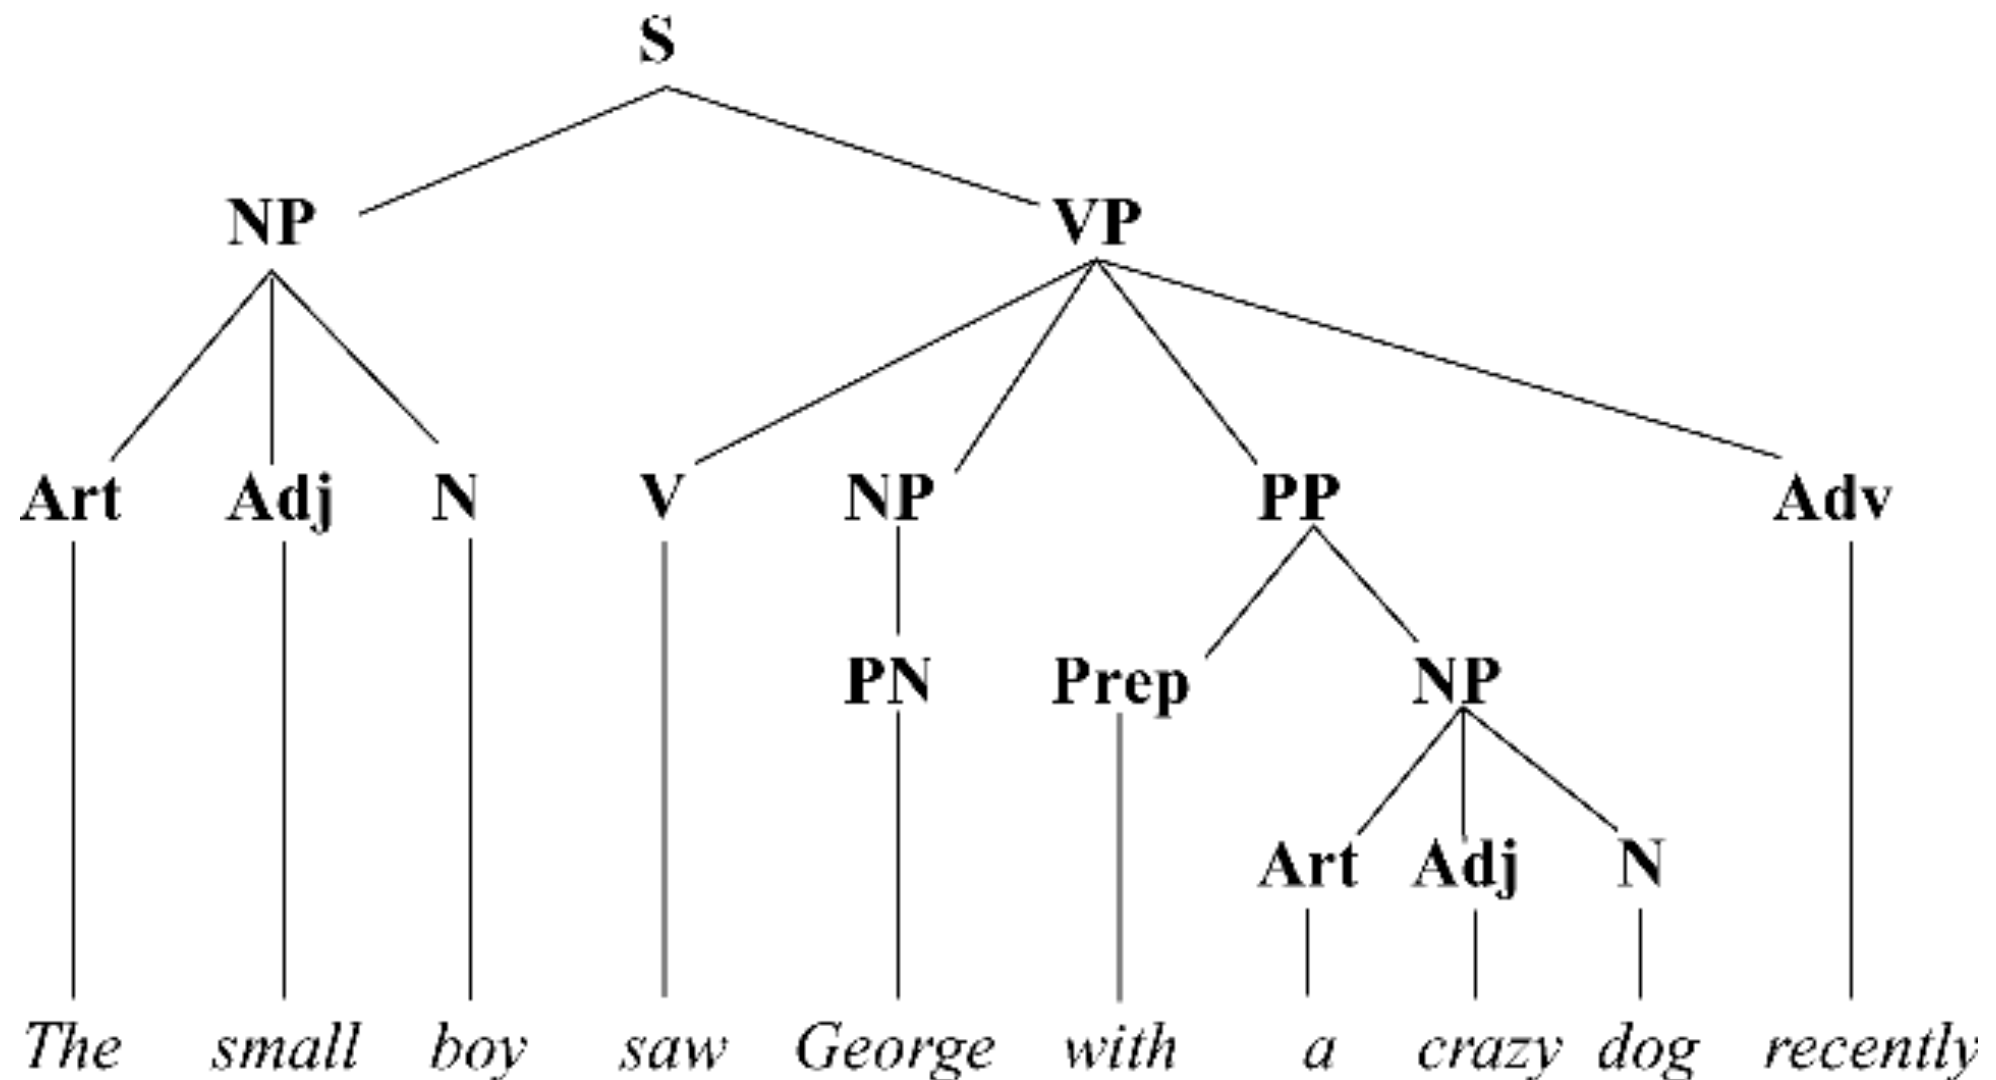 S
NP VP
Art Adj N V NP PP Adv
PN Prep NP
Art Adj N
The small boy saw George with a crazy dog recently